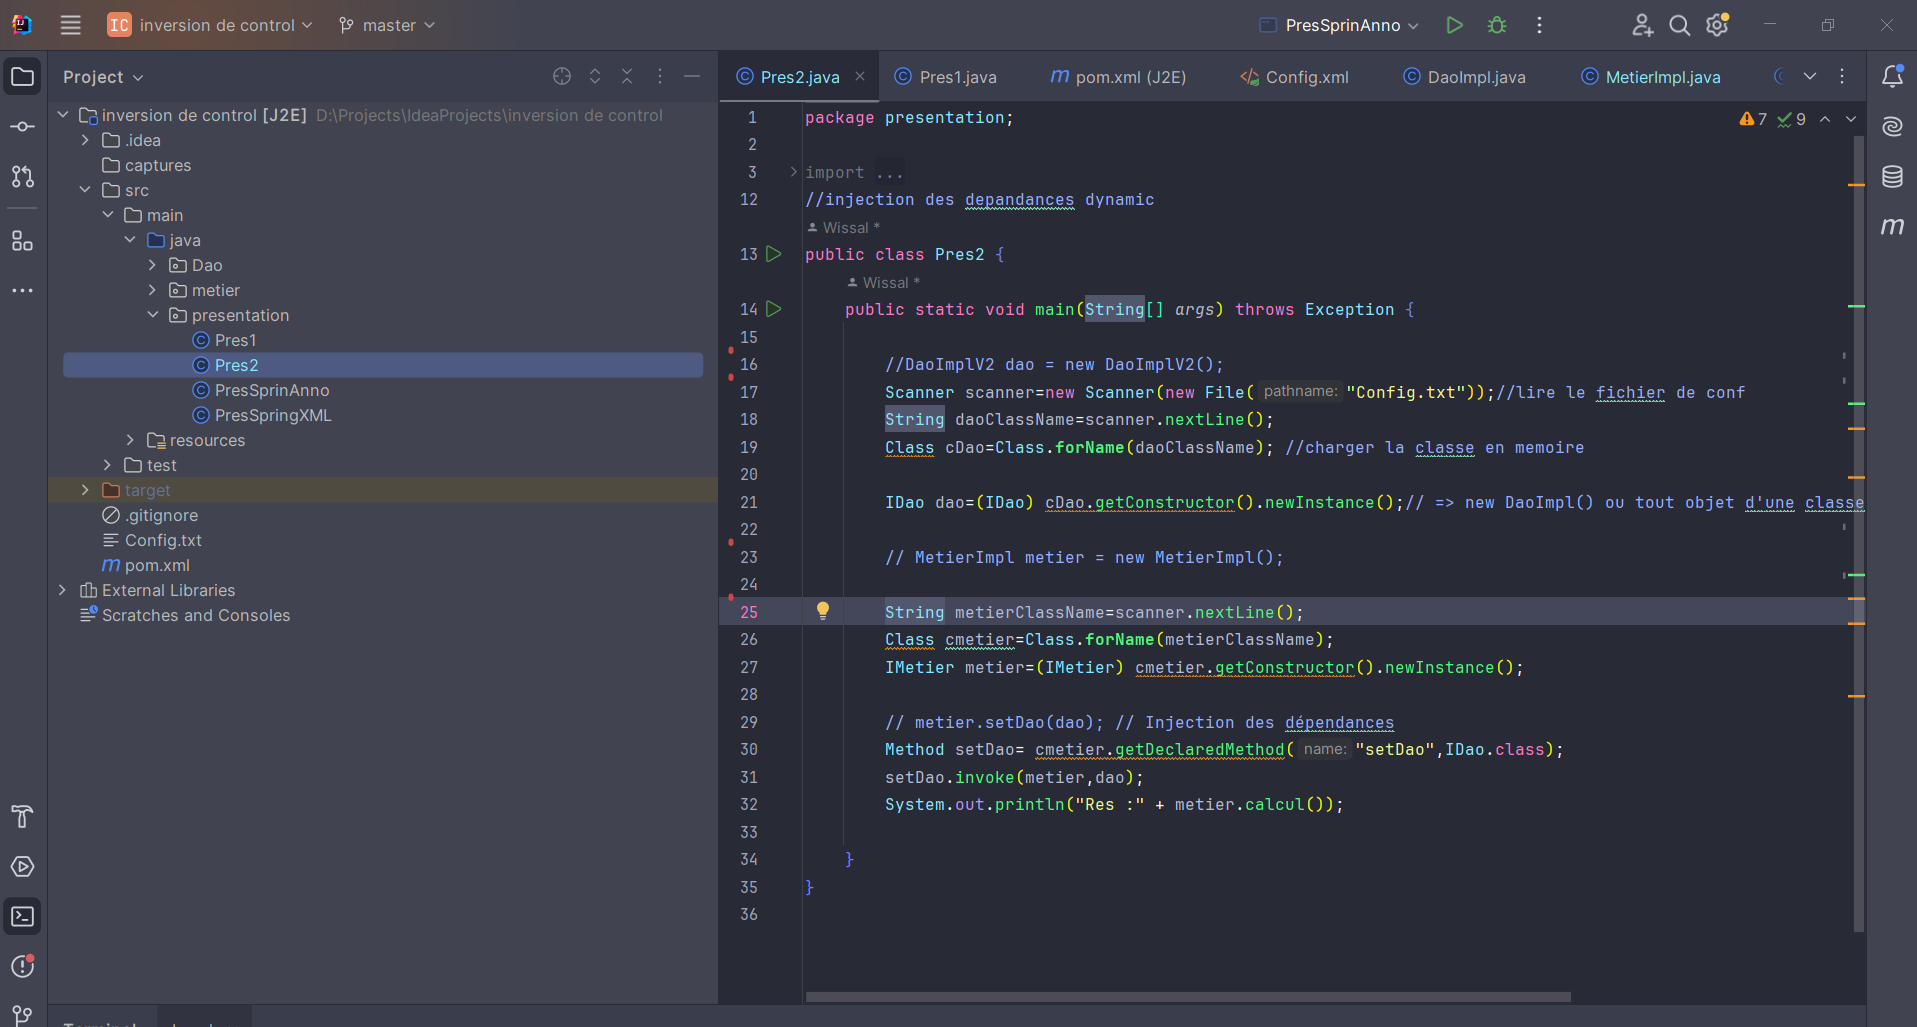 IC inversion de control master PresSprinAnno
Project
inversion de control [J2E] D:\Projects\IdeaProjects\inversion de control
.idea
captures
src
main
java
Dao
metier
presentation
Pres1
Pres2
PresSprinAnno
PresSpringXML
resources
test
target
.gitignore
Config.txt
pom.xml
External Libraries
Scratches and Consoles
Pres2.java Pres1.java pom.xml (J2E) Config.xml DaoImpl.java MetierImpl.java
7 9
1 package presentation;
2
3 import ...
12 //injection des depandances dynamic
Wissal *
13 public class Pres2 {
Wissal *
14 public static void main(String[] args) throws Exception {
15
16 //DaoImplV2 dao = new DaoImplV2();
17 Scanner scanner=new Scanner(new File( pathname: "Config.txt"));//lire le fichier de conf
18 String daoClassName=scanner.nextLine();
19 Class cDao=Class.forName(daoClassName); //charger la classe en memoire
20
21 IDao dao=(IDao) cDao.getConstructor().newInstance();// => new DaoImpl() ou tout objet d'une classe
22
23 // MetierImpl metier = new MetierImpl();
24
25 String metierClassName=scanner.nextLine();
26 Class cmetier=Class.forName(metierClassName);
27 IMetier metier=(IMetier) cmetier.getConstructor().newInstance();
28
29 // metier.setDao(dao); // Injection des dépendances
30 Method setDao= cmetier.getDeclaredMethod( name: "setDao",IDao.class);
31 setDao.invoke(metier,dao);
32 System.out.println("Res :" + metier.calcul());
33
34 }
35 }
36